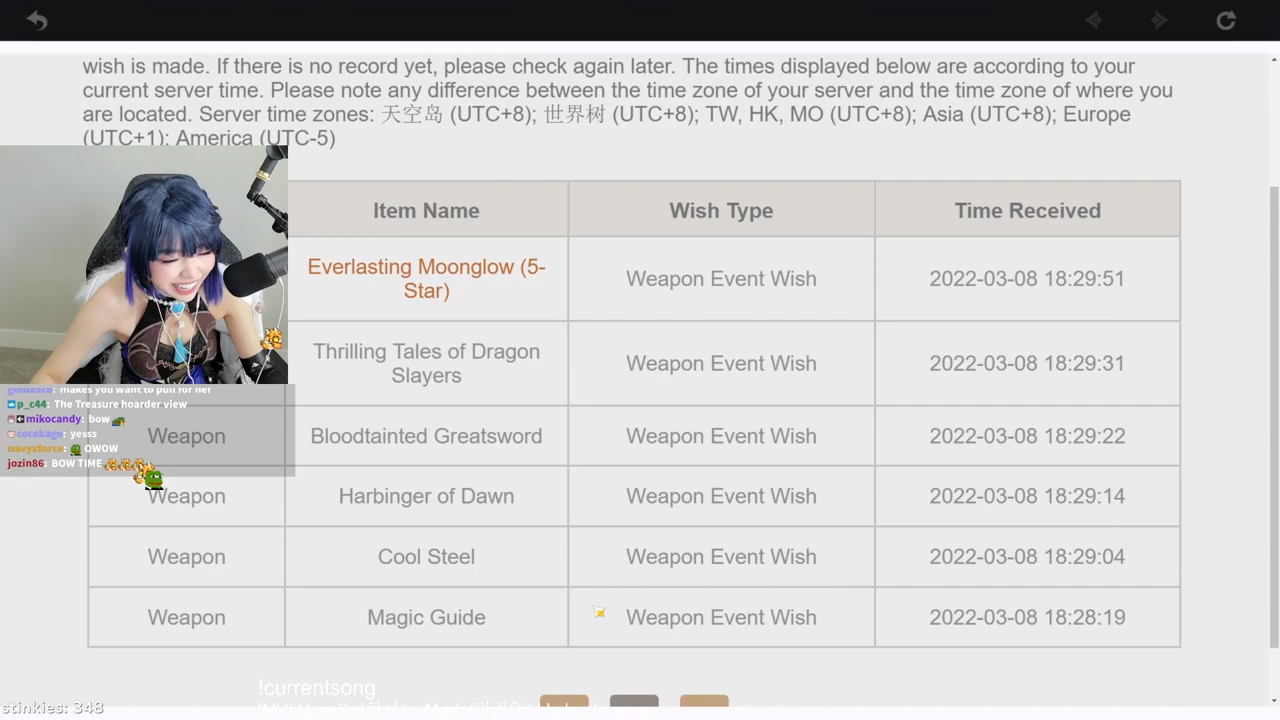 wish is made. If there is no record yet, please check again later. The times displayed below are according to your
current server time. Please note any difference between the time zone of your server and the time zone of where you
are located. Server time zones: 天空岛 (UTC+8); 世界树 (UTC+8); TW, HK, MO (UTC+8); Asia (UTC+8); Europe
(UTC+1); America (UTC-5)
Item Name Wish Type Time Received
Everlasting Moonglow (5-
Star) Weapon Event Wish 2022-03-08 18:29:51
Thrilling Tales of Dragon
Slayers Weapon Event Wish 2022-03-08 18:29:31
Weapon Bloodtainted Greatsword Weapon Event Wish 2022-03-08 18:29:22
Weapon Harbinger of Dawn Weapon Event Wish 2022-03-08 18:29:14
Weapon Cool Steel Weapon Event Wish 2022-03-08 18:29:04
Weapon Magic Guide Weapon Event Wish 2022-03-08 18:28:19
makes you want to pull for her
p_c44: The Treasure hoarder view
mikocandy: bow
cecekage: yesss
navyxforce: OWOW
jozin86: BOW TIME
!currentsong
stinkies: 348